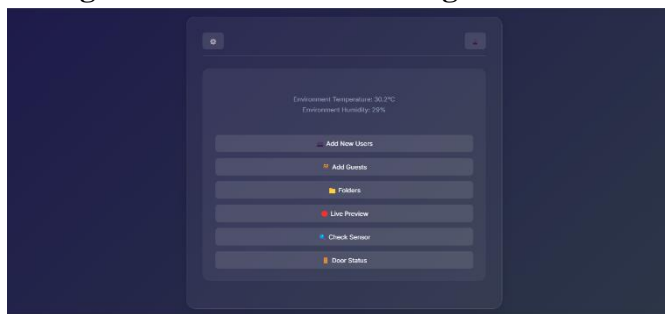 Environment Temperature: 30.2°C
Environment Humidity: 29%
Add New Users
Add Guests
Folders
Live Preview
Check Sensor
Door Status